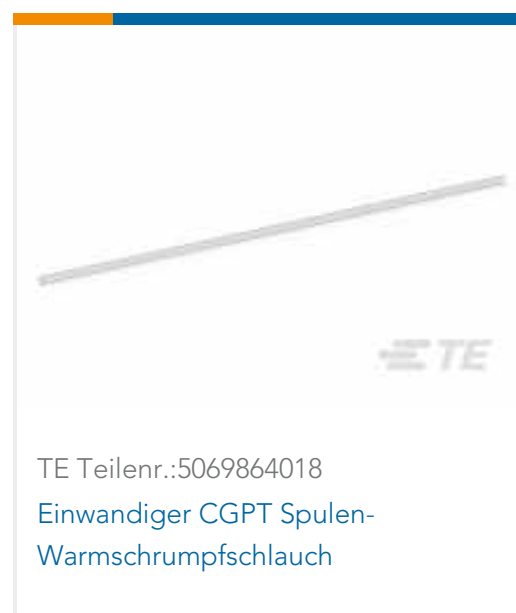 TE
TE Teilenr.:5069864018
Einwandiger CGPT Spulen-
Warmschrumpfschlauch